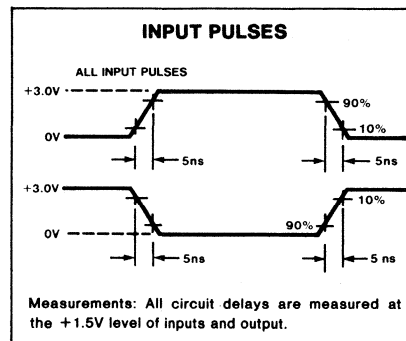 INPUT PULSES
ALL INPUT PULSES
+3.0V
90%
0V
10%
5ns
5ns
+3.0V
10%
0V
90%
5ns
5 ns
Measurements: All circuit delays are measured at
the +1.5V level of inputs and output.